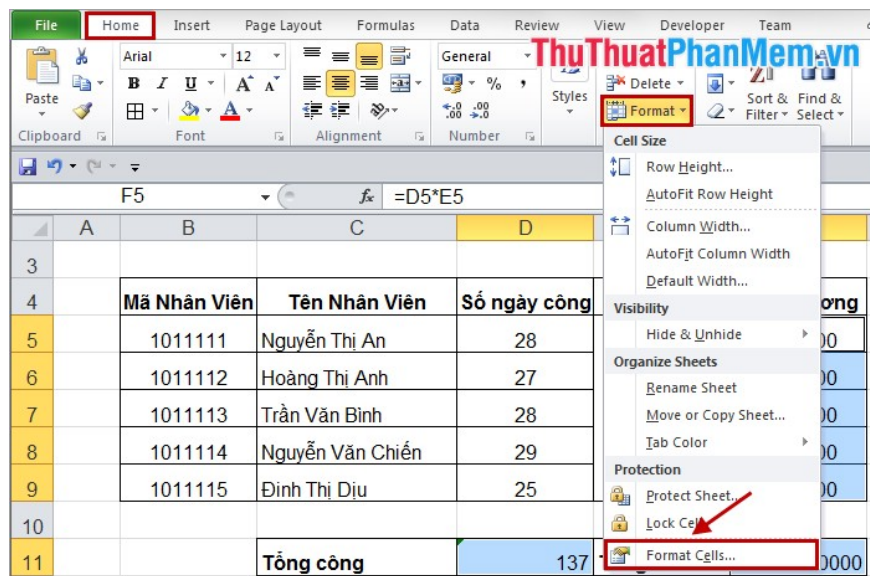 File Home Insert Page Layout Formulas Data Review View Developer Team
ThuThuatPhanMem.vn
Arial 12 General
B I U A A % , Delete
Paste Styles Format Sort & Find &
A .00 .0 .00 Filter Select
Clipboard Font Alignment Number
Cell Size
Row Height...
AutoFit Row Height
Column Width...
AutoFit Column Width
Default Width...
Visibility
Hide & Unhide
Organize Sheets
Rename Sheet
Move or Copy Sheet...
Tab Color
Protection
Protect Sheet...
Format Cells...
F5 fx =D5*E5
A B C D
3
4 Mã Nhân Viên Tên Nhân Viên Số ngày công
5 1011111 Nguyễn Thị An 28
6 1011112 Hoàng Thị Anh 27
7 1011113 Trần Văn Bình 28
8 1011114 Nguyễn Văn Chiến 29
9 1011115 Đinh Thị Dịu 25
10
11 Tổng công 137